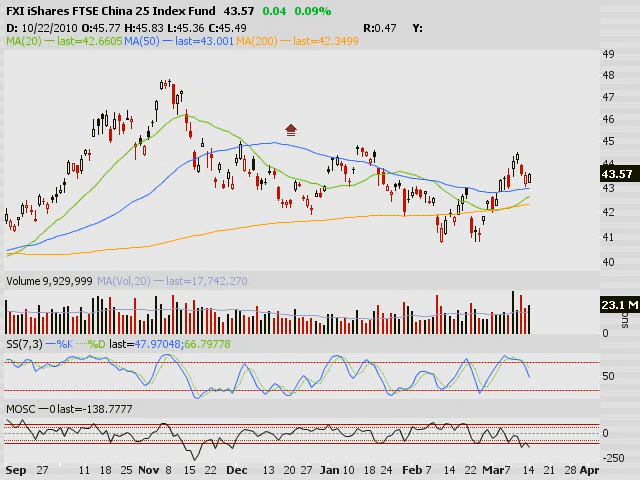 FXI iShares FTSE China 25 Index Fund 43.57 0.04 0.09%
D: 10/22/2010 O:45.77 H:45.83 L:45.36 C:45.49 R:0.47 Y:
MA(20) — last=42.6605 MA(50) — last=43.001 MA(200) — last=42.3499
49
48
47
46
45
44
43.57
43
42
41
40
Volume 9,929,999 MA(Vol,20) — last=17,742,270
23.1 M
0
SS(7,3) —%K %D last=47.97048;66.79778
50
MOSC —0 last=-138.7777
0
-250
Sep 27 11 18 25 Nov 8 15 22 Dec 13 20 27 Jan 10 18 24 Feb 7 14 22 Mar 7 14 21 28 Apr